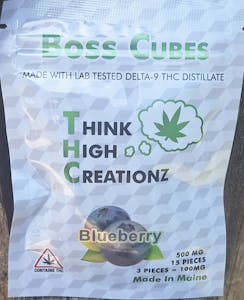 Boss Cubes
MADE WITH LAB TESTED DELTA-9 THC DISTILLATE
THINK
HIGH
CREATIONZ
Blueberry
500 MG
15 PIECES
3 PIECES = 100MG
Made In Maine
CONTAINS THC